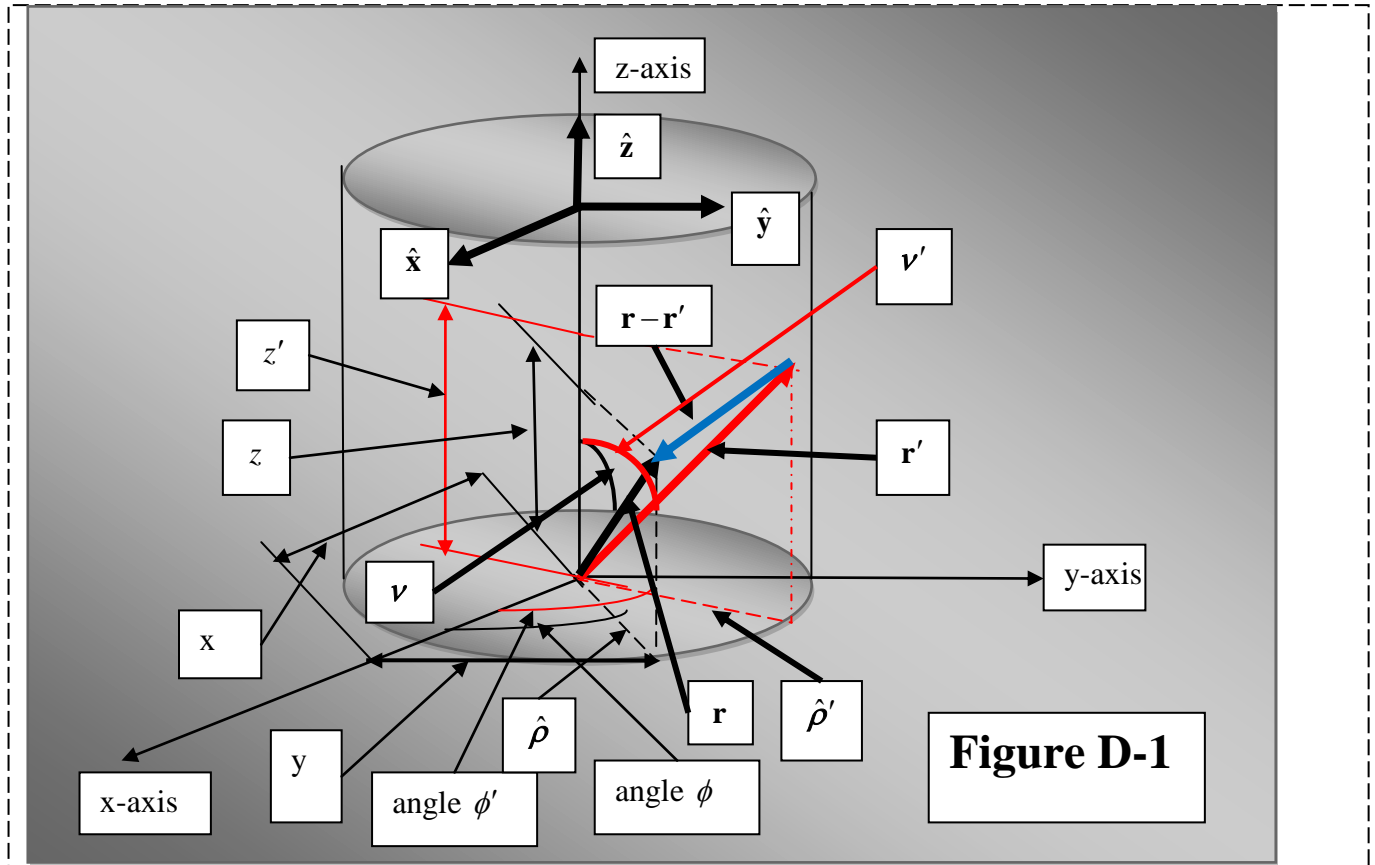 z-axis
ẑ
ŷ
x̂
ν′
r − r′
z′
z
r′
y-axis
ν
x
r
ρ̂′
ρ̂
y
angle ϕ′
angle ϕ
x-axis
Figure D-1